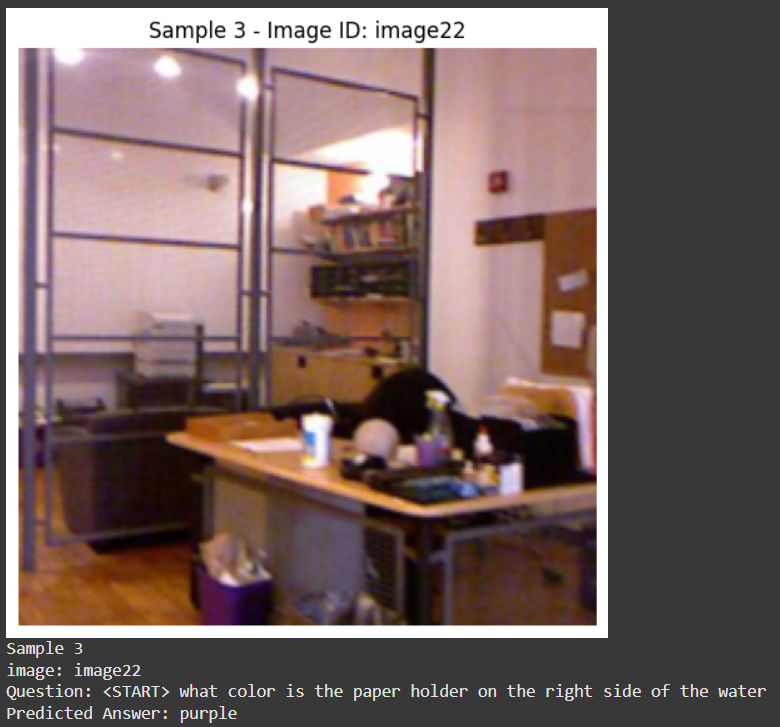 Sample 3 - Image ID: image22
Sample 3
image: image22
Question: <START> what color is the paper holder on the right side of the water
Predicted Answer: purple